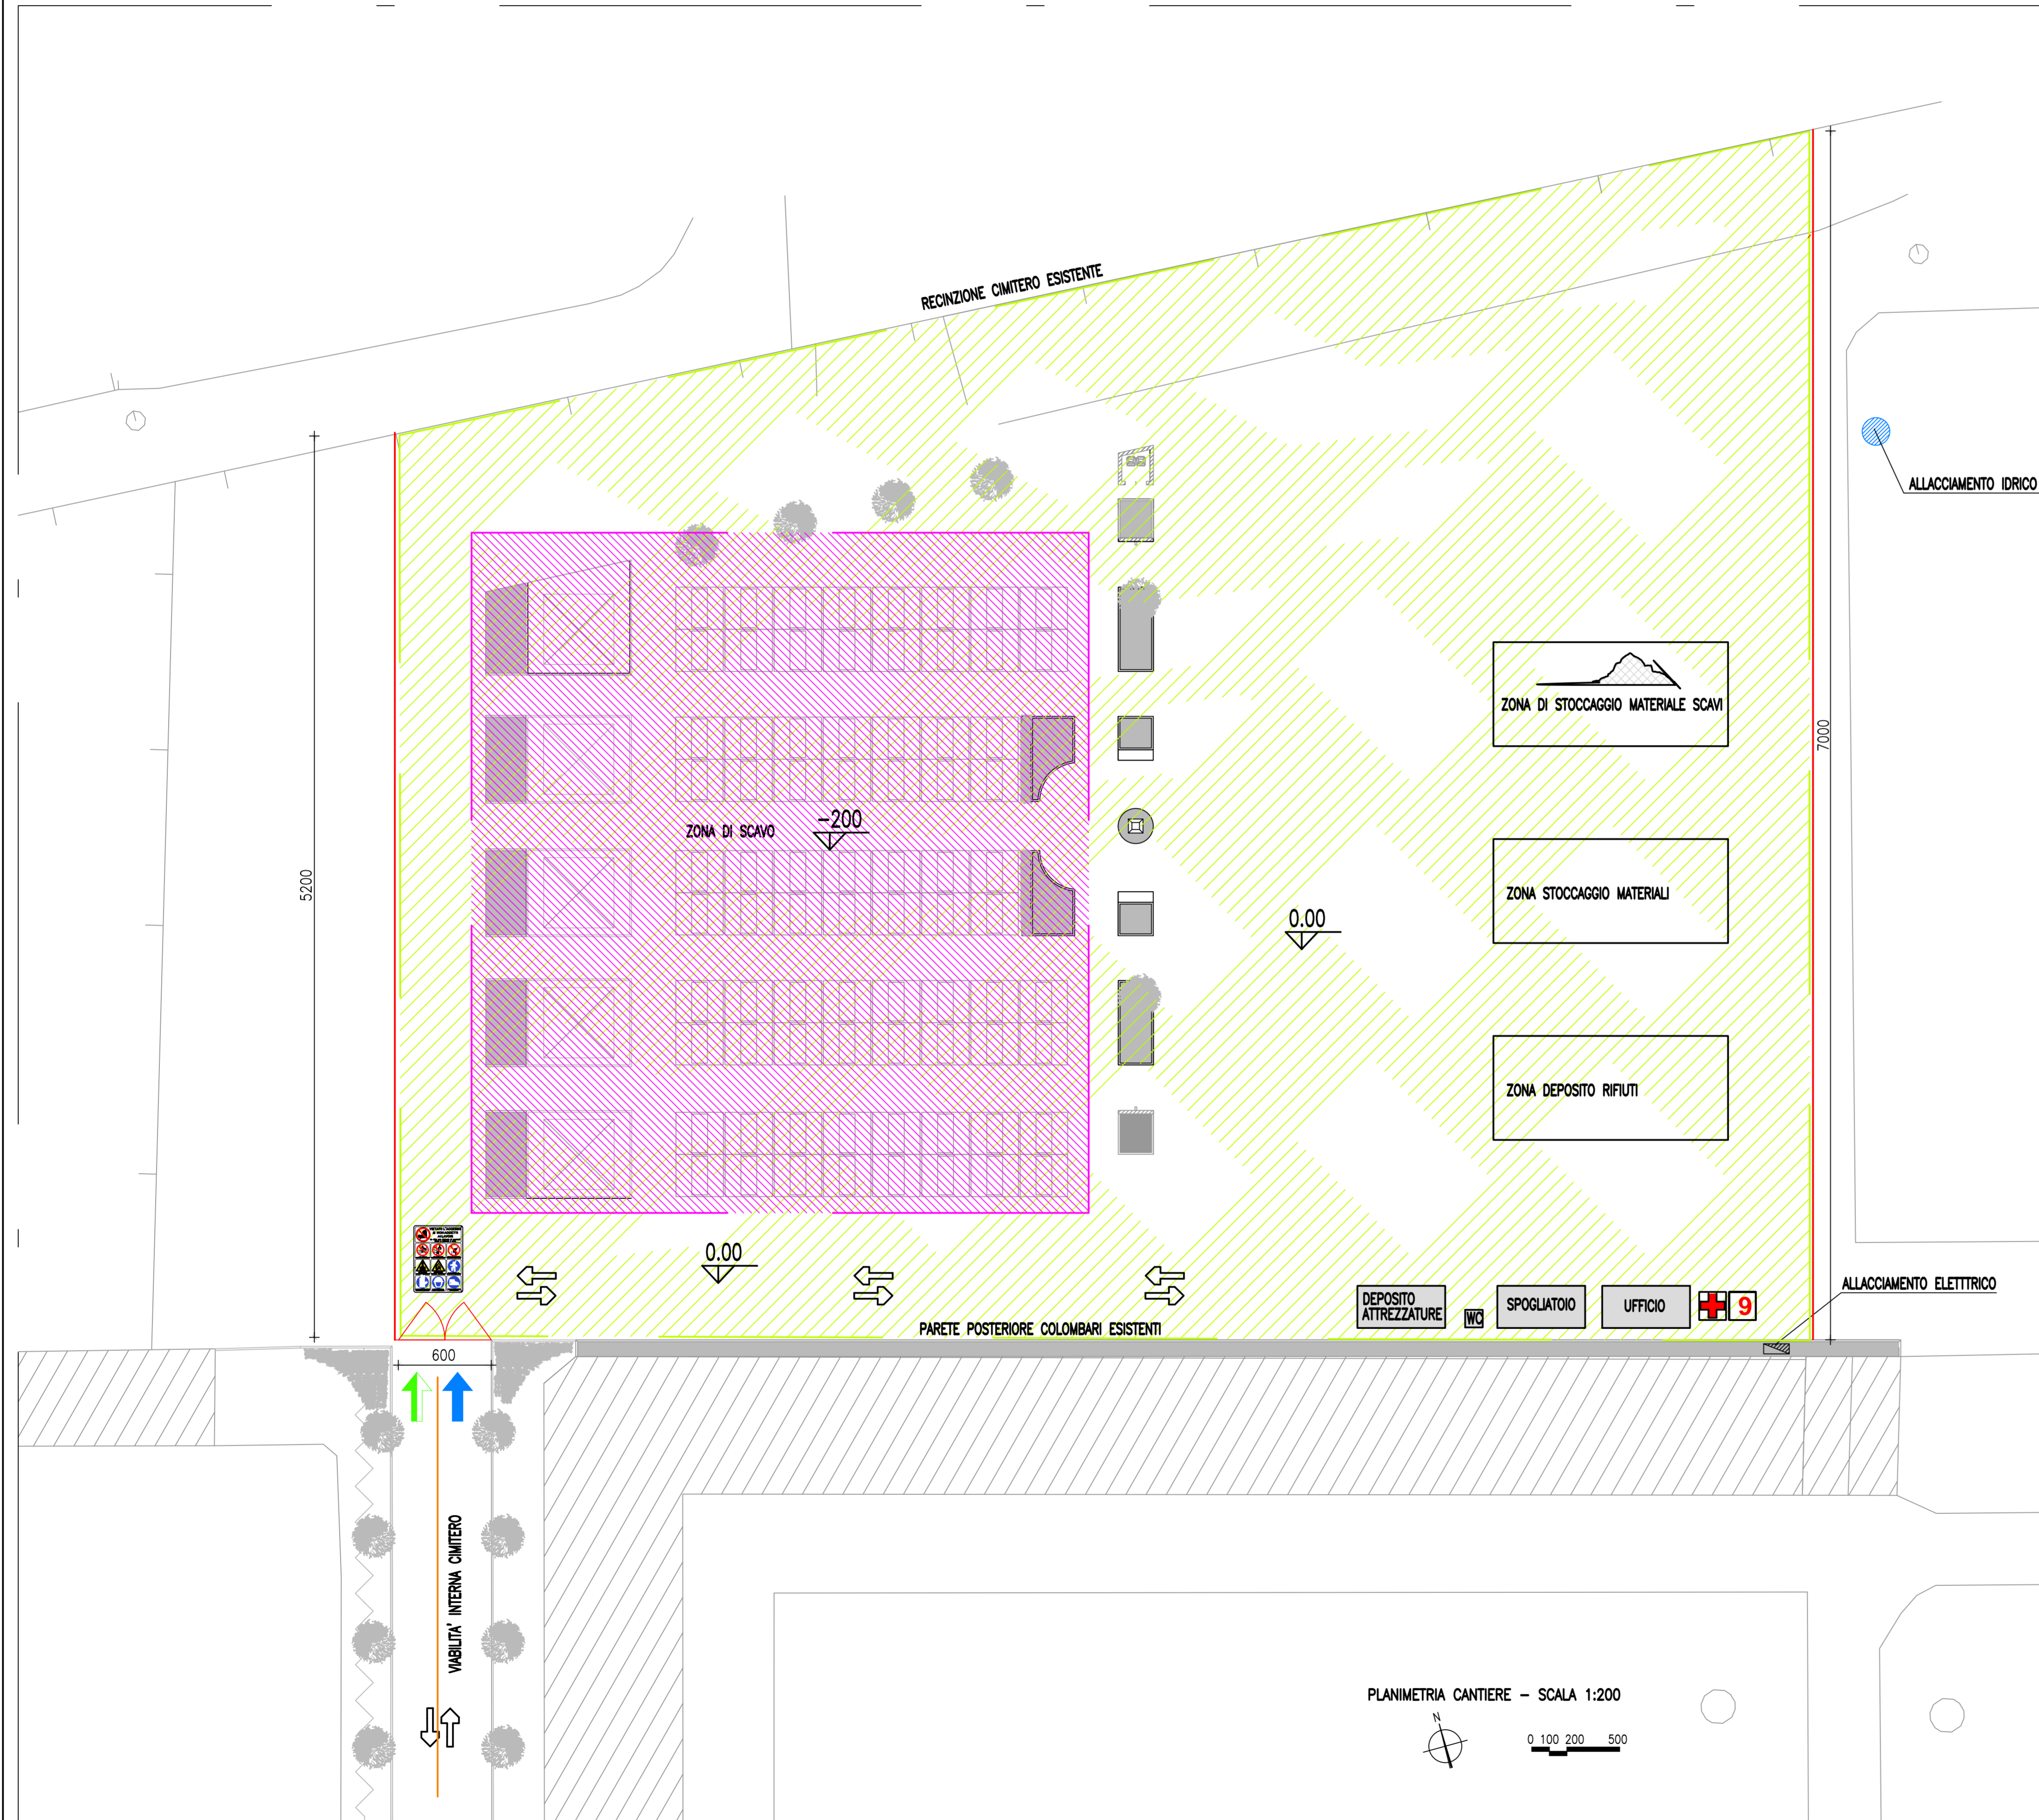 RECINZIONE CIMITERO ESISTENTE
ALLACCIAMENTO IDRICO
ZONA DI STOCCAGGIO MATERIALE SCAVI
7000
ZONA DI SCAVO
-200
5200
ZONA STOCCAGGIO MATERIALI
0.00
ZONA DEPOSITO RIFIUTI
0.00
ALLACCIAMENTO ELETTTRICO
DEPOSITO
ATTREZZATURE
WC
SPOGLIATOIO
UFFICIO
9
PARETE POSTERIORE COLOMBARI ESISTENTI
600
VIABILITA' INTERNA CIMITERO
PLANIMETRIA CANTIERE – SCALA 1:200
N
0 100 200 500